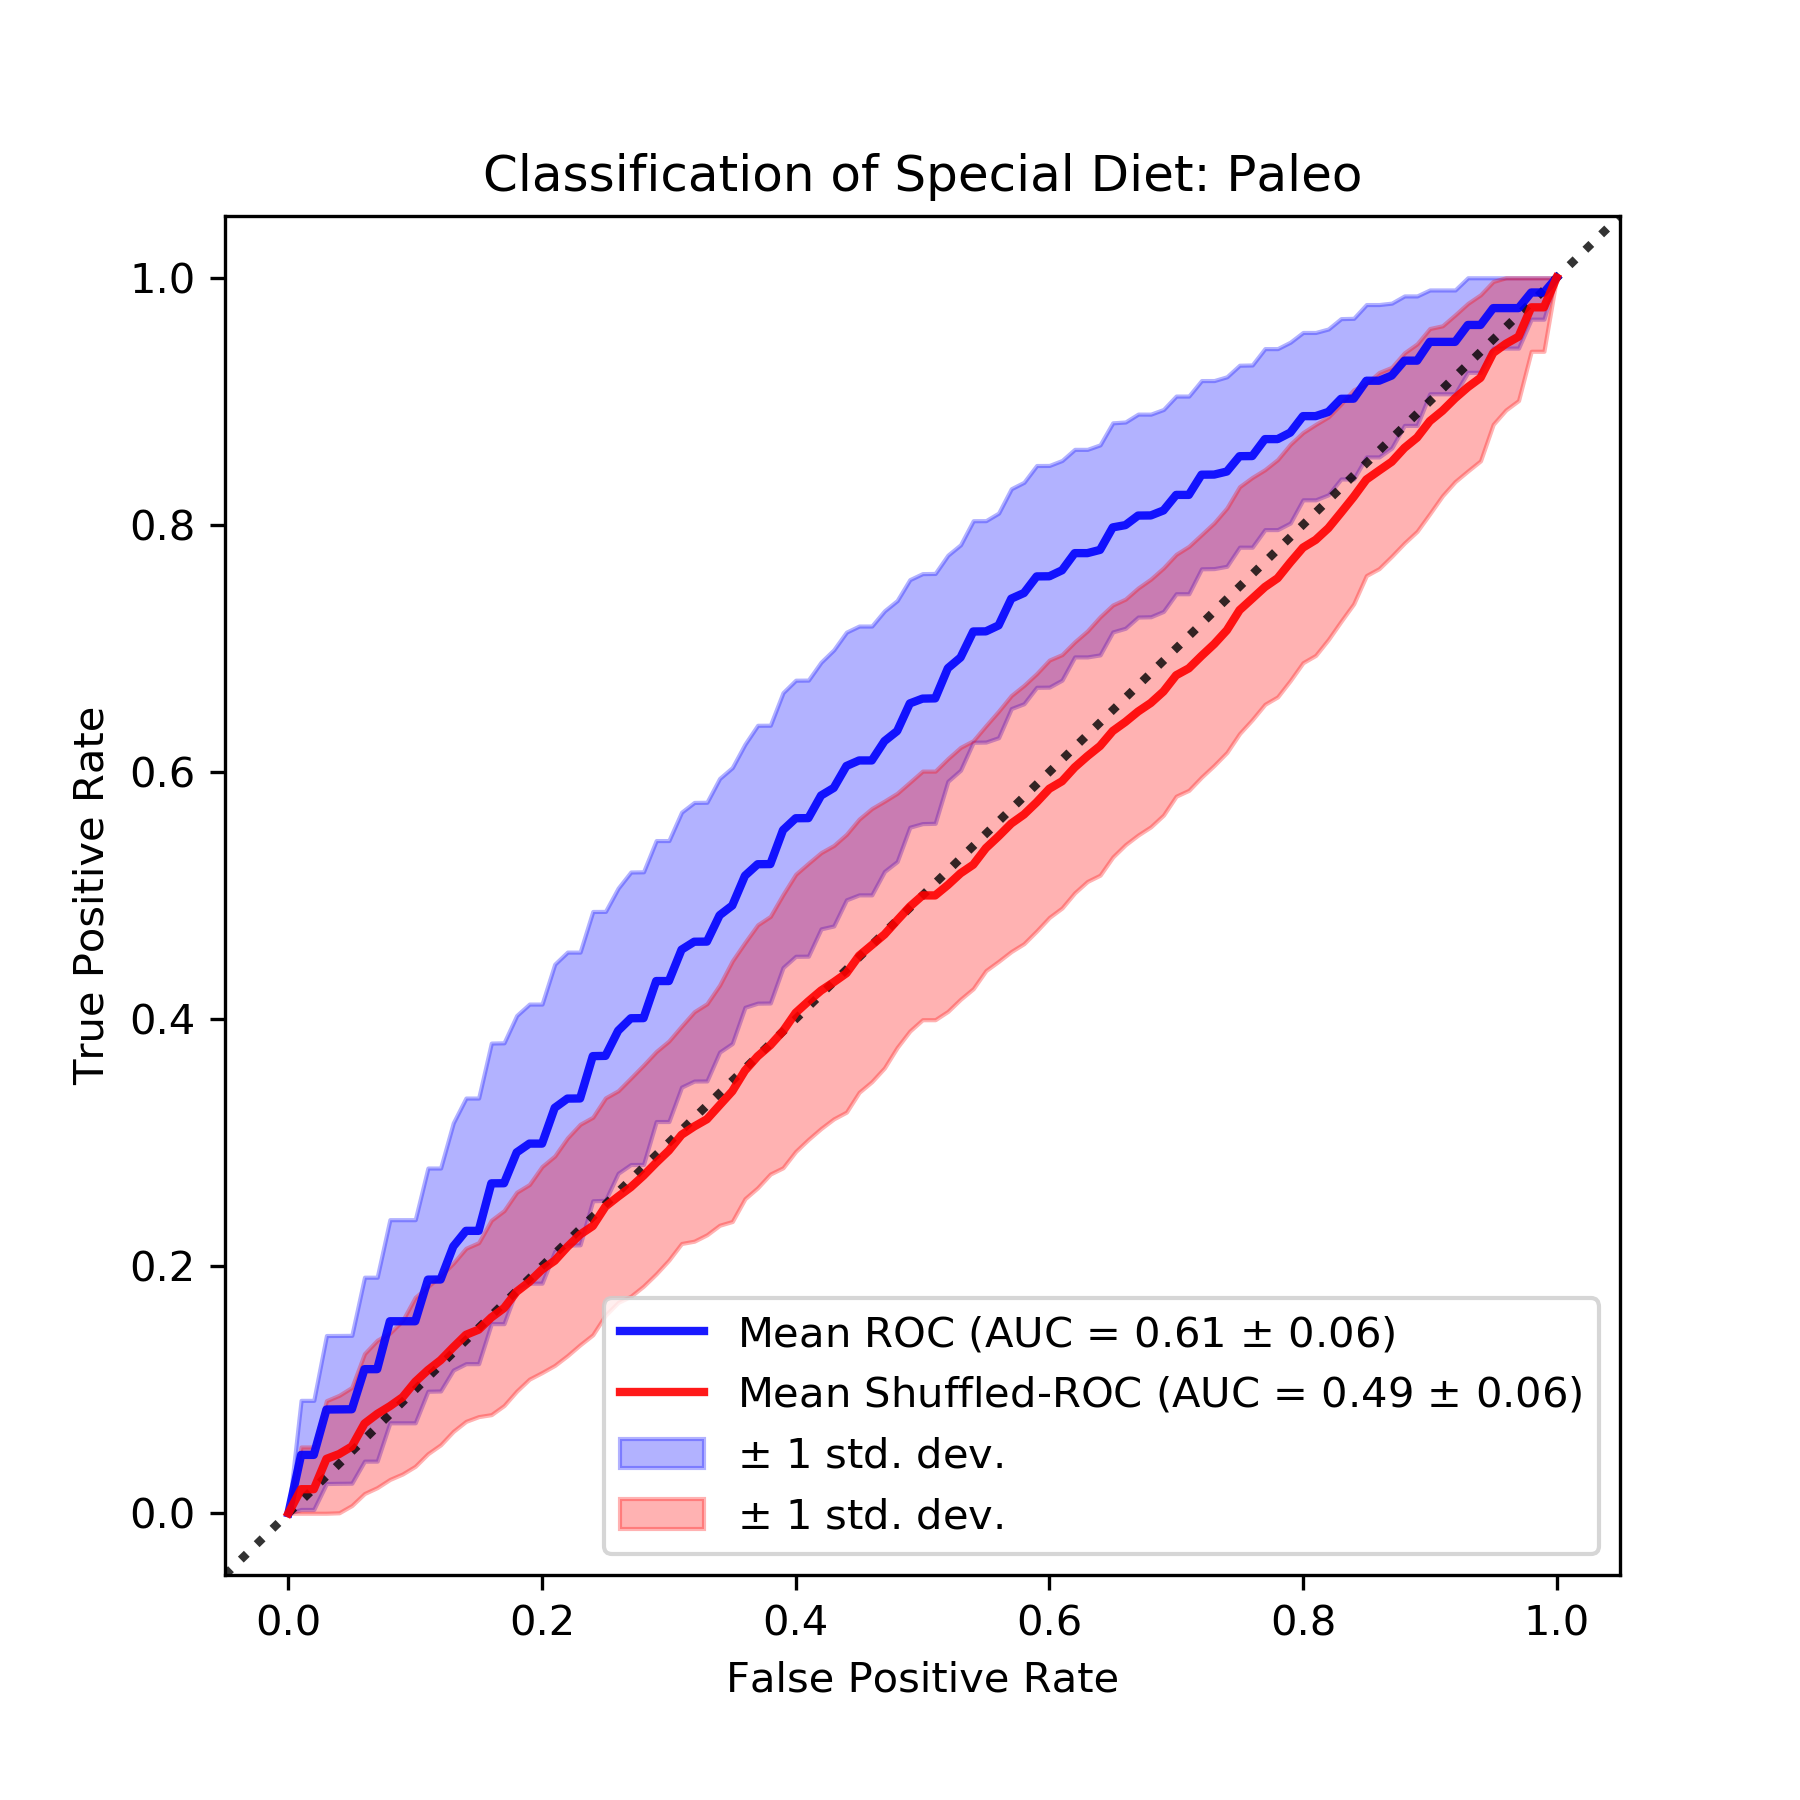 Classification of Special Diet: Paleo
True Positive Rate
1.0
0.8
0.6
0.4
0.2
0.0
Mean ROC (AUC = 0.61 ± 0.06)
Mean Shuffled-ROC (AUC = 0.49 ± 0.06)
± 1 std. dev.
± 1 std. dev.
0.0 0.2 0.4 0.6 0.8 1.0
False Positive Rate